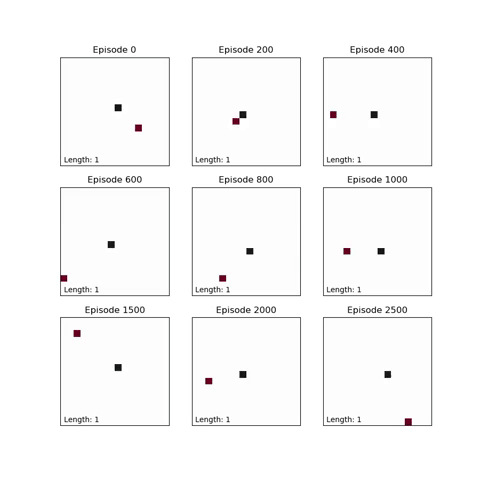 Episode 0
Episode 200
Episode 400
Length: 1
Length: 1
Length: 1
Episode 600
Episode 800
Episode 1000
Length: 1
Length: 1
Length: 1
Episode 1500
Episode 2000
Episode 2500
Length: 1
Length: 1
Length: 1